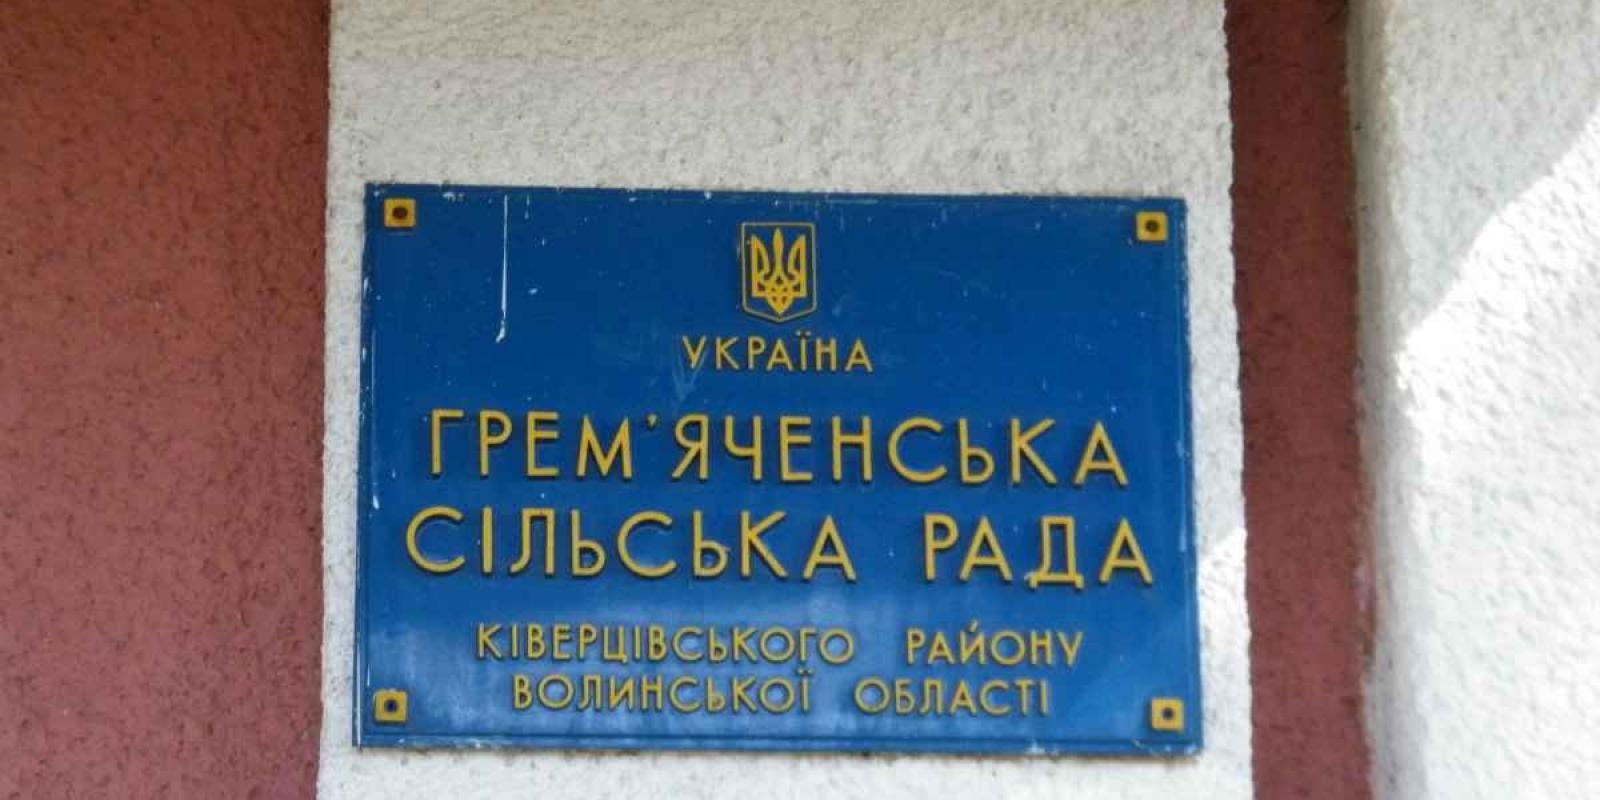 УКРАЇНА
ГРЕМ'ЯЧЕНСЬКА
СІЛЬСЬКА РАДА
КІВЕРЦІВСЬКОГО РАЙОНУ
ВОЛИНСЬКОЇ ОБЛАСТІ